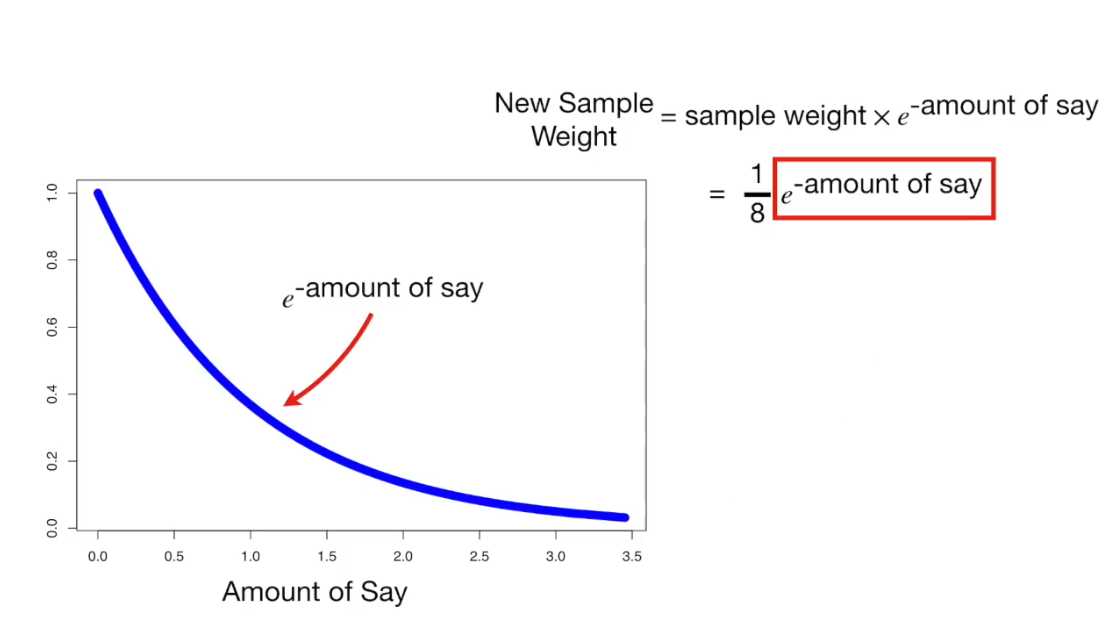 New Sample
Weight
= sample weight × e^-amount of say
= 1/8 e^-amount of say
e^-amount of say
1.0
0.8
0.6
0.4
0.2
0.0
0.0 0.5 1.0 1.5 2.0 2.5 3.0 3.5
Amount of Say